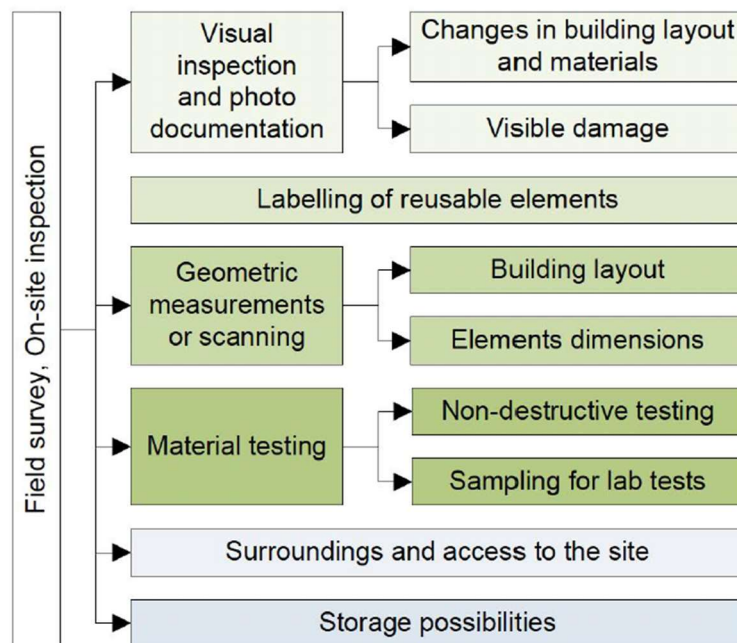 Field survey, On-site inspection
Visual
inspection
and photo
documentation
Changes in building layout
and materials
Visible damage
Labelling of reusable elements
Geometric
measurements
or scanning
Building layout
Elements dimensions
Material testing
Non-destructive testing
Sampling for lab tests
Surroundings and access to the site
Storage possibilities